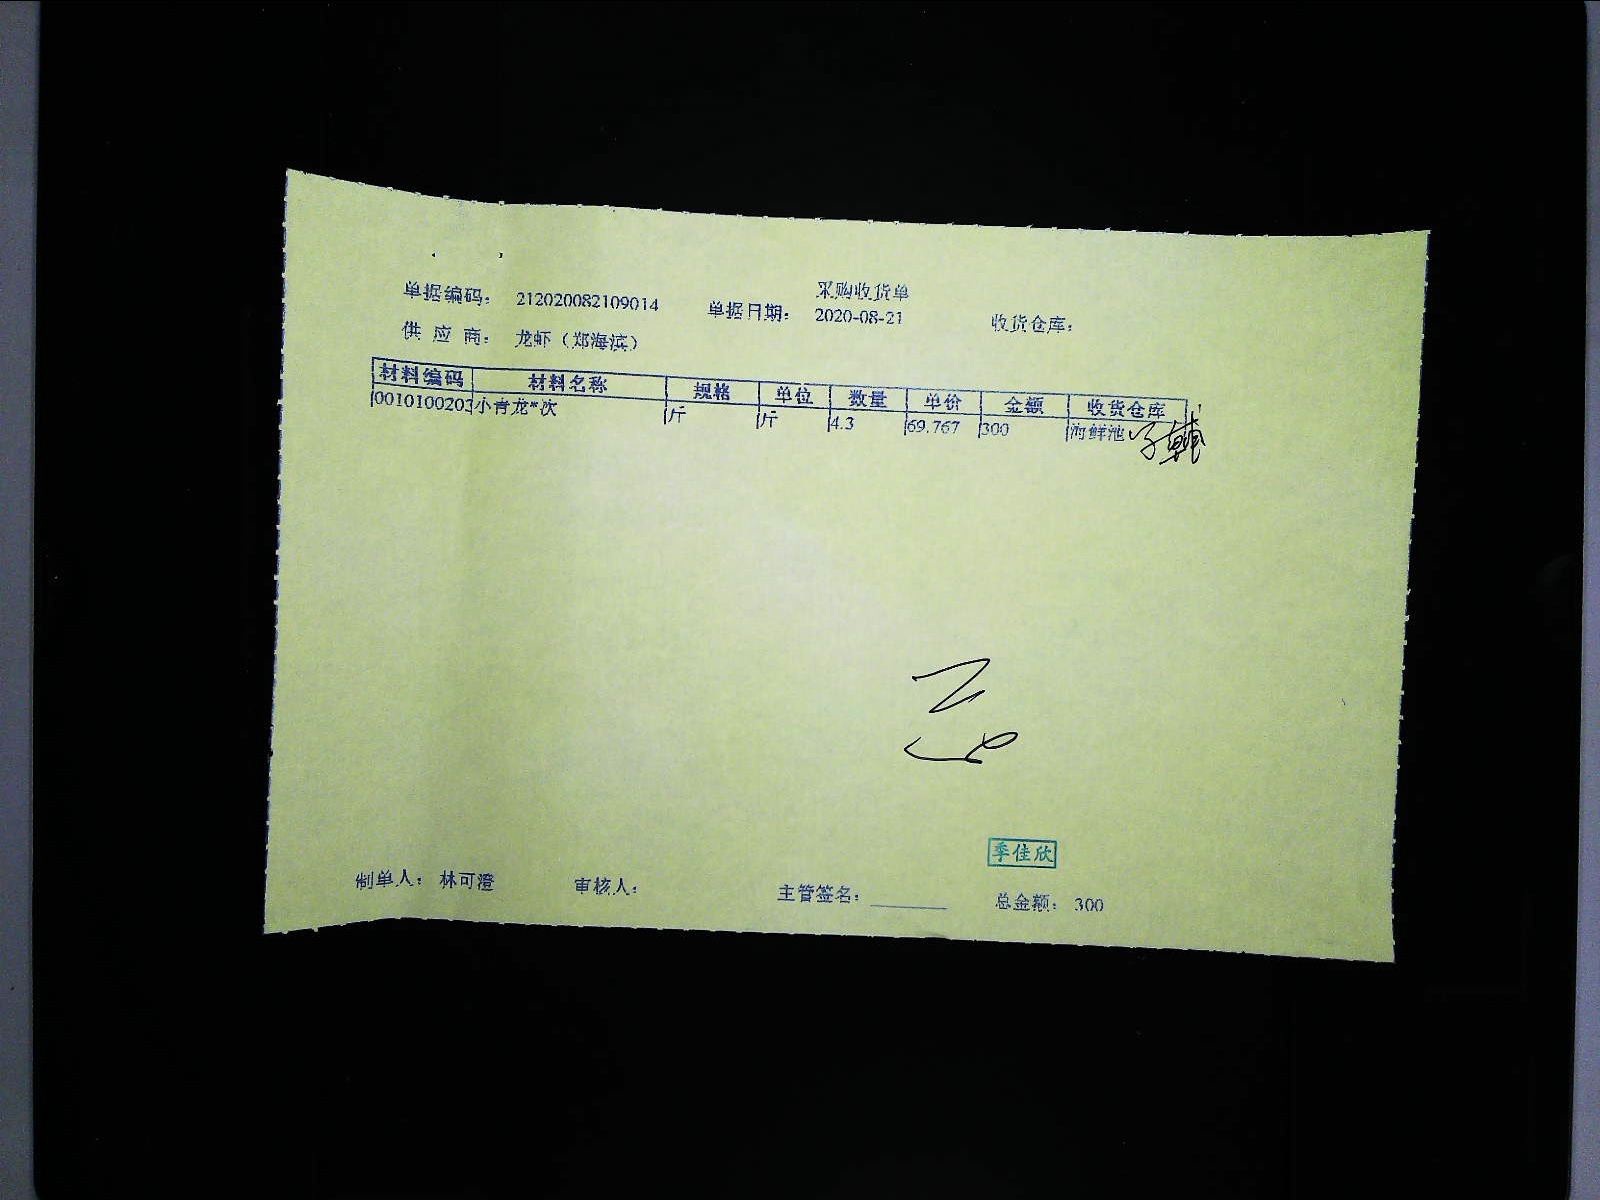 采购收货单
单据编码： 212020082109014 单据日期： 2020-08-21 收货仓库：
供 应 商： 龙虾（郑海滨）
材料编码 材料名称 规格 单位 数量 单价 金额 收货仓库
0010100203 小青龙*次 斤 斤 4.3 69.767 300 海鲜池
季佳欣
制单人： 林可澄 审核人： 主管签名： 总金额： 300